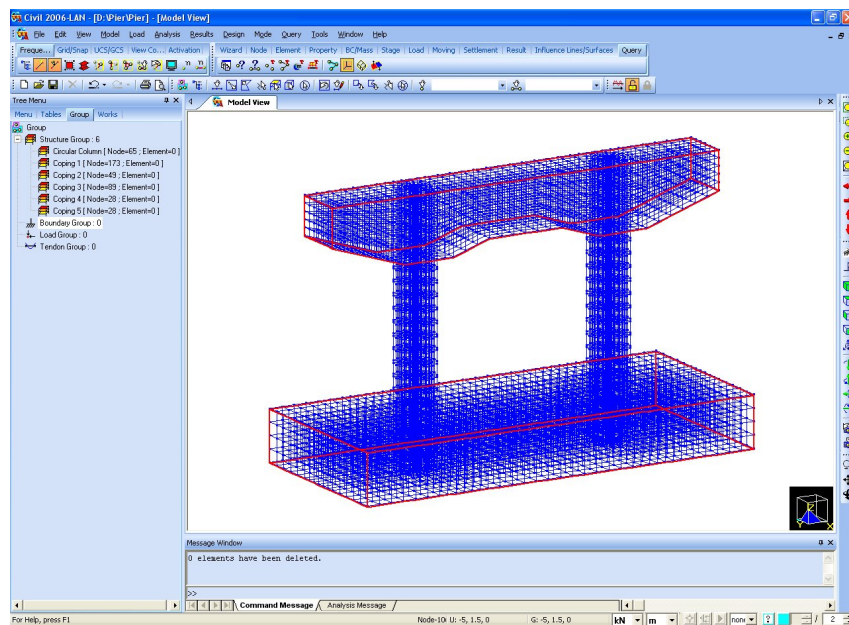 Civil 2006-LAN - [D:\Pier\Pier] - [Model View]
File Edit View Model Load Analysis Results Design Mode Query Tools Window Help
Freque... Grid/Snap UCS/GCS View Co... Activation Wizard Node Element Property BC/Mass Stage Load Moving Settlement Result Influence Lines/Surfaces Query
Tree Menu
Menu Tables Group Works
Model View
Group
Structure Group : 6
Circular Column [ Node=65 ; Element=0 ]
Coping 1 [ Node=173 ; Element=0 ]
Coping 2 [ Node=49 ; Element=0 ]
Coping 3 [ Node=89 ; Element=0 ]
Coping 4 [ Node=28 ; Element=0 ]
Coping 5 [ Node=28 ; Element=0 ]
Boundary Group : 0
Load Group : 0
Tendon Group : 0
Message Window
0 elements have been deleted.
>>
Command Message Analysis Message
For Help, press F1
Node-10 U: -5, 1.5, 0 G: -5, 1.5, 0 kN m non / 2